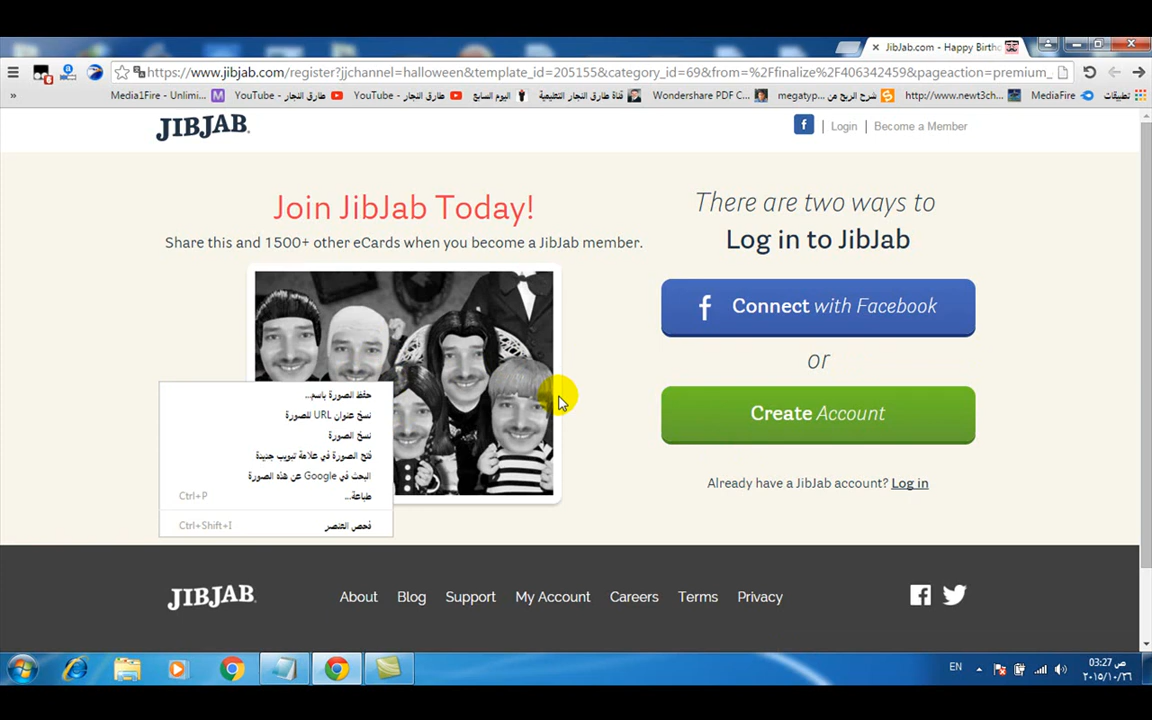 JibJab.com - Happy Birthc
https://www.jibjab.com/register?jjchannel=halloween&template_id=205155&category_id=69&from=%2Ffinalize%2F406342459&pageaction=premium_
» Media1Fire - Unlimi... YouTube - طارق النجار YouTube - طارق النجار اليوم السابع قناة طارق النجار التعليمية Wondershare PDF C... megatyp... سكربت الربح من http://www.newt3ch... MediaFire تطبيقات
JIBJAB
f | Login | Become a Member
Join JibJab Today!
Share this and 1500+ other eCards when you become a JibJab member.
There are two ways to
Log in to JibJab
f Connect with Facebook
or
Create Account
Already have a JibJab account? Log in
حفظ الصورة باسم...
نسخ عنوان URL للصورة
نسخ الصورة
فتح الصورة في علامة تبويب جديدة
البحث في Google عن هذه الصورة
طباعة... Ctrl+P
فحص العنصر Ctrl+Shift+I
JIBJAB
About Blog Support My Account Careers Terms Privacy
EN
03:27 ص
٢٠١٥/١٠/٢٦